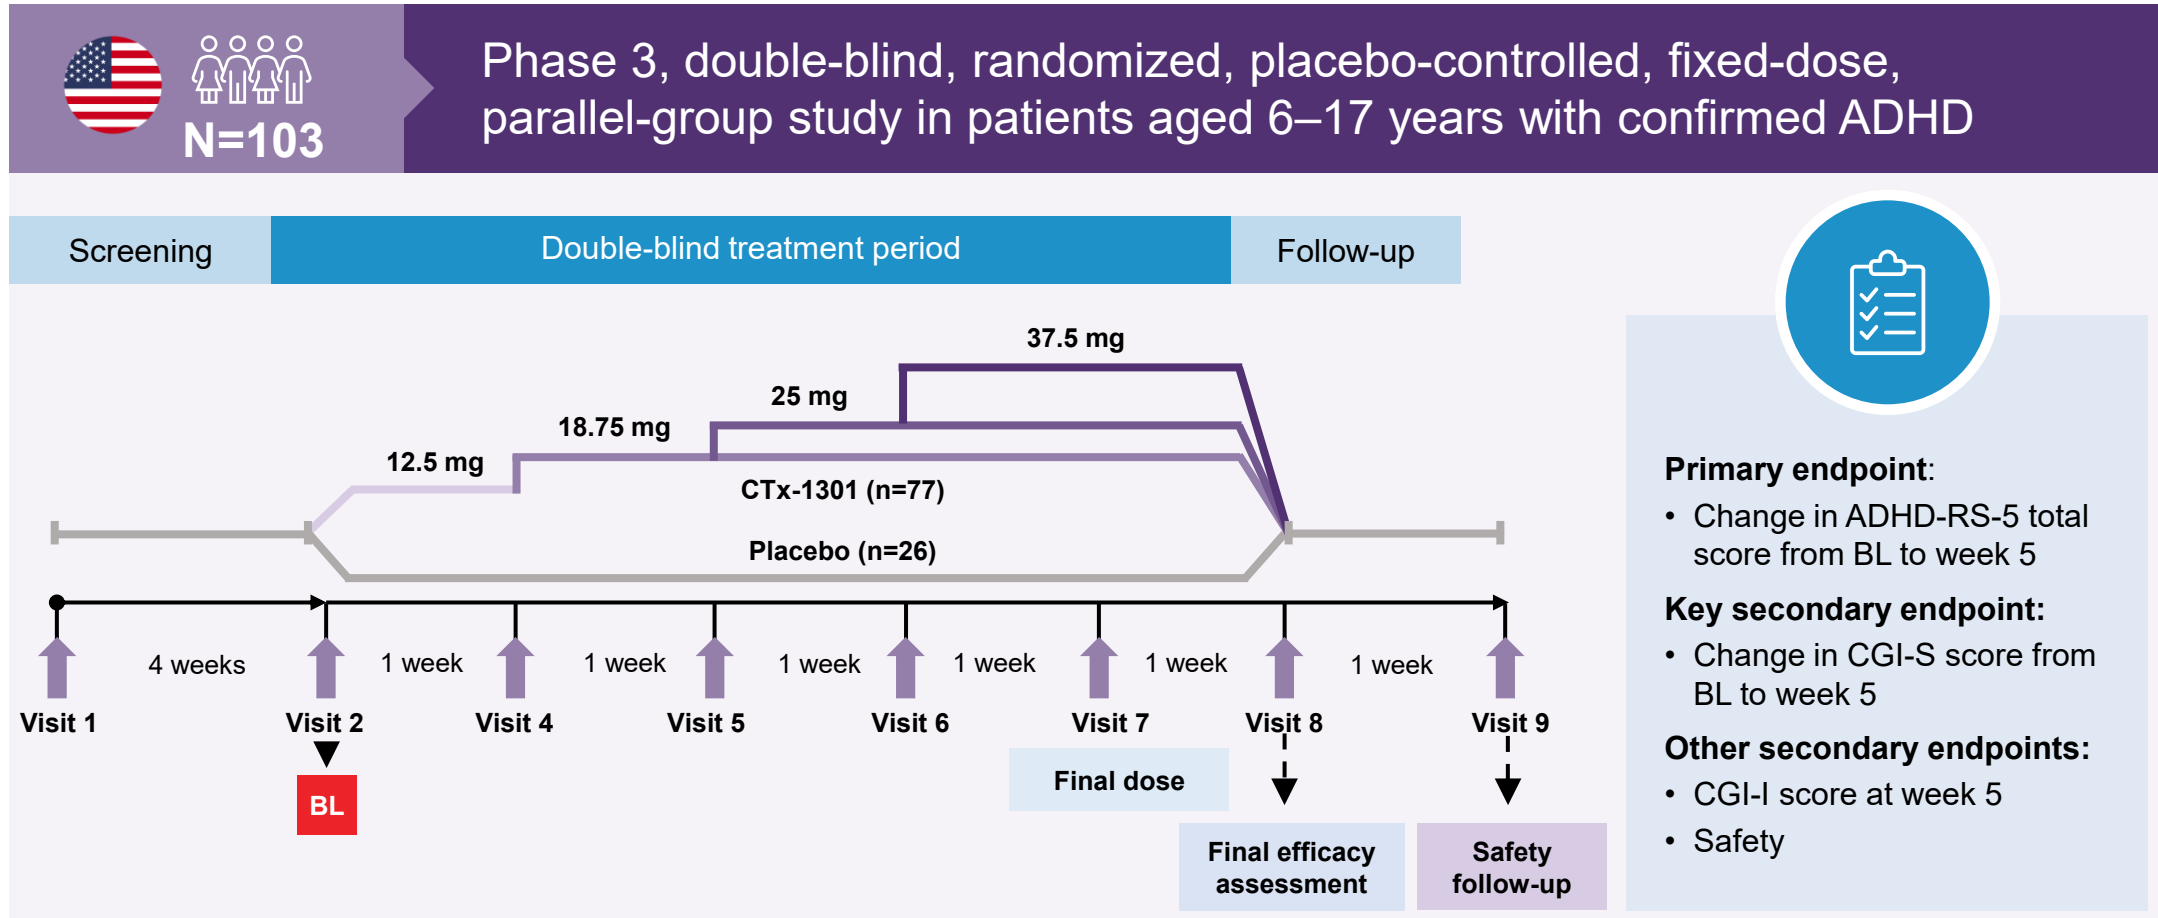 N=103
Phase 3, double-blind, randomized, placebo-controlled, fixed-dose,
parallel-group study in patients aged 6–17 years with confirmed ADHD
Screening
Double-blind treatment period
Follow-up
37.5 mg
25 mg
18.75 mg
12.5 mg
CTx-1301 (n=77)
Placebo (n=26)
4 weeks
1 week
1 week
1 week
1 week
1 week
1 week
Visit 1
Visit 2
Visit 4
Visit 5
Visit 6
Visit 7
Visit 8
Visit 9
BL
Final dose
Final efficacy
assessment
Safety
follow-up
Primary endpoint:
• Change in ADHD-RS-5 total
score from BL to week 5
Key secondary endpoint:
• Change in CGI-S score from
BL to week 5
Other secondary endpoints:
• CGI-I score at week 5
• Safety